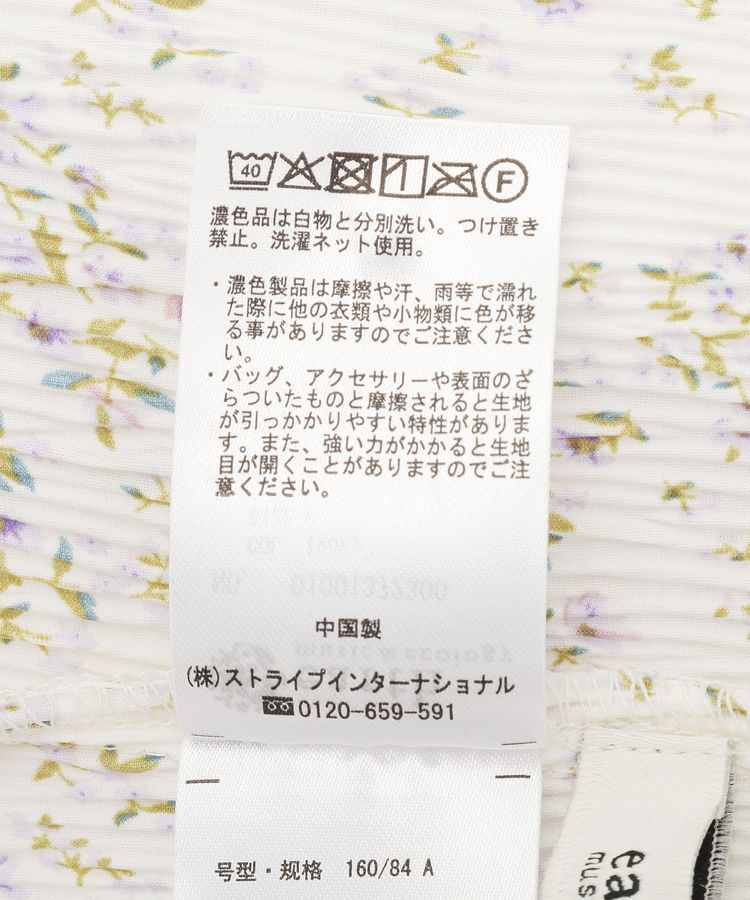 40
F
濃色品は白物と分別洗い。つけ置き
禁止。洗濯ネット使用。
・濃色製品は摩擦や汗、雨等で濡れ
た際に他の衣類や小物類に色が移
る事がありますのでご注意くださ
い。
・バッグ、アクセサリーや表面のざ
らついたものと摩擦されると生地
が引っかかりやすい特性がありま
す。また、強い力がかかると生地
目が開くことがありますのでご注
意ください。
NO. 01001372300
music&ecology
中国製
(株)ストライプインターナショナル
0120-659-591
号型・规格 160/84 A
ea
mus